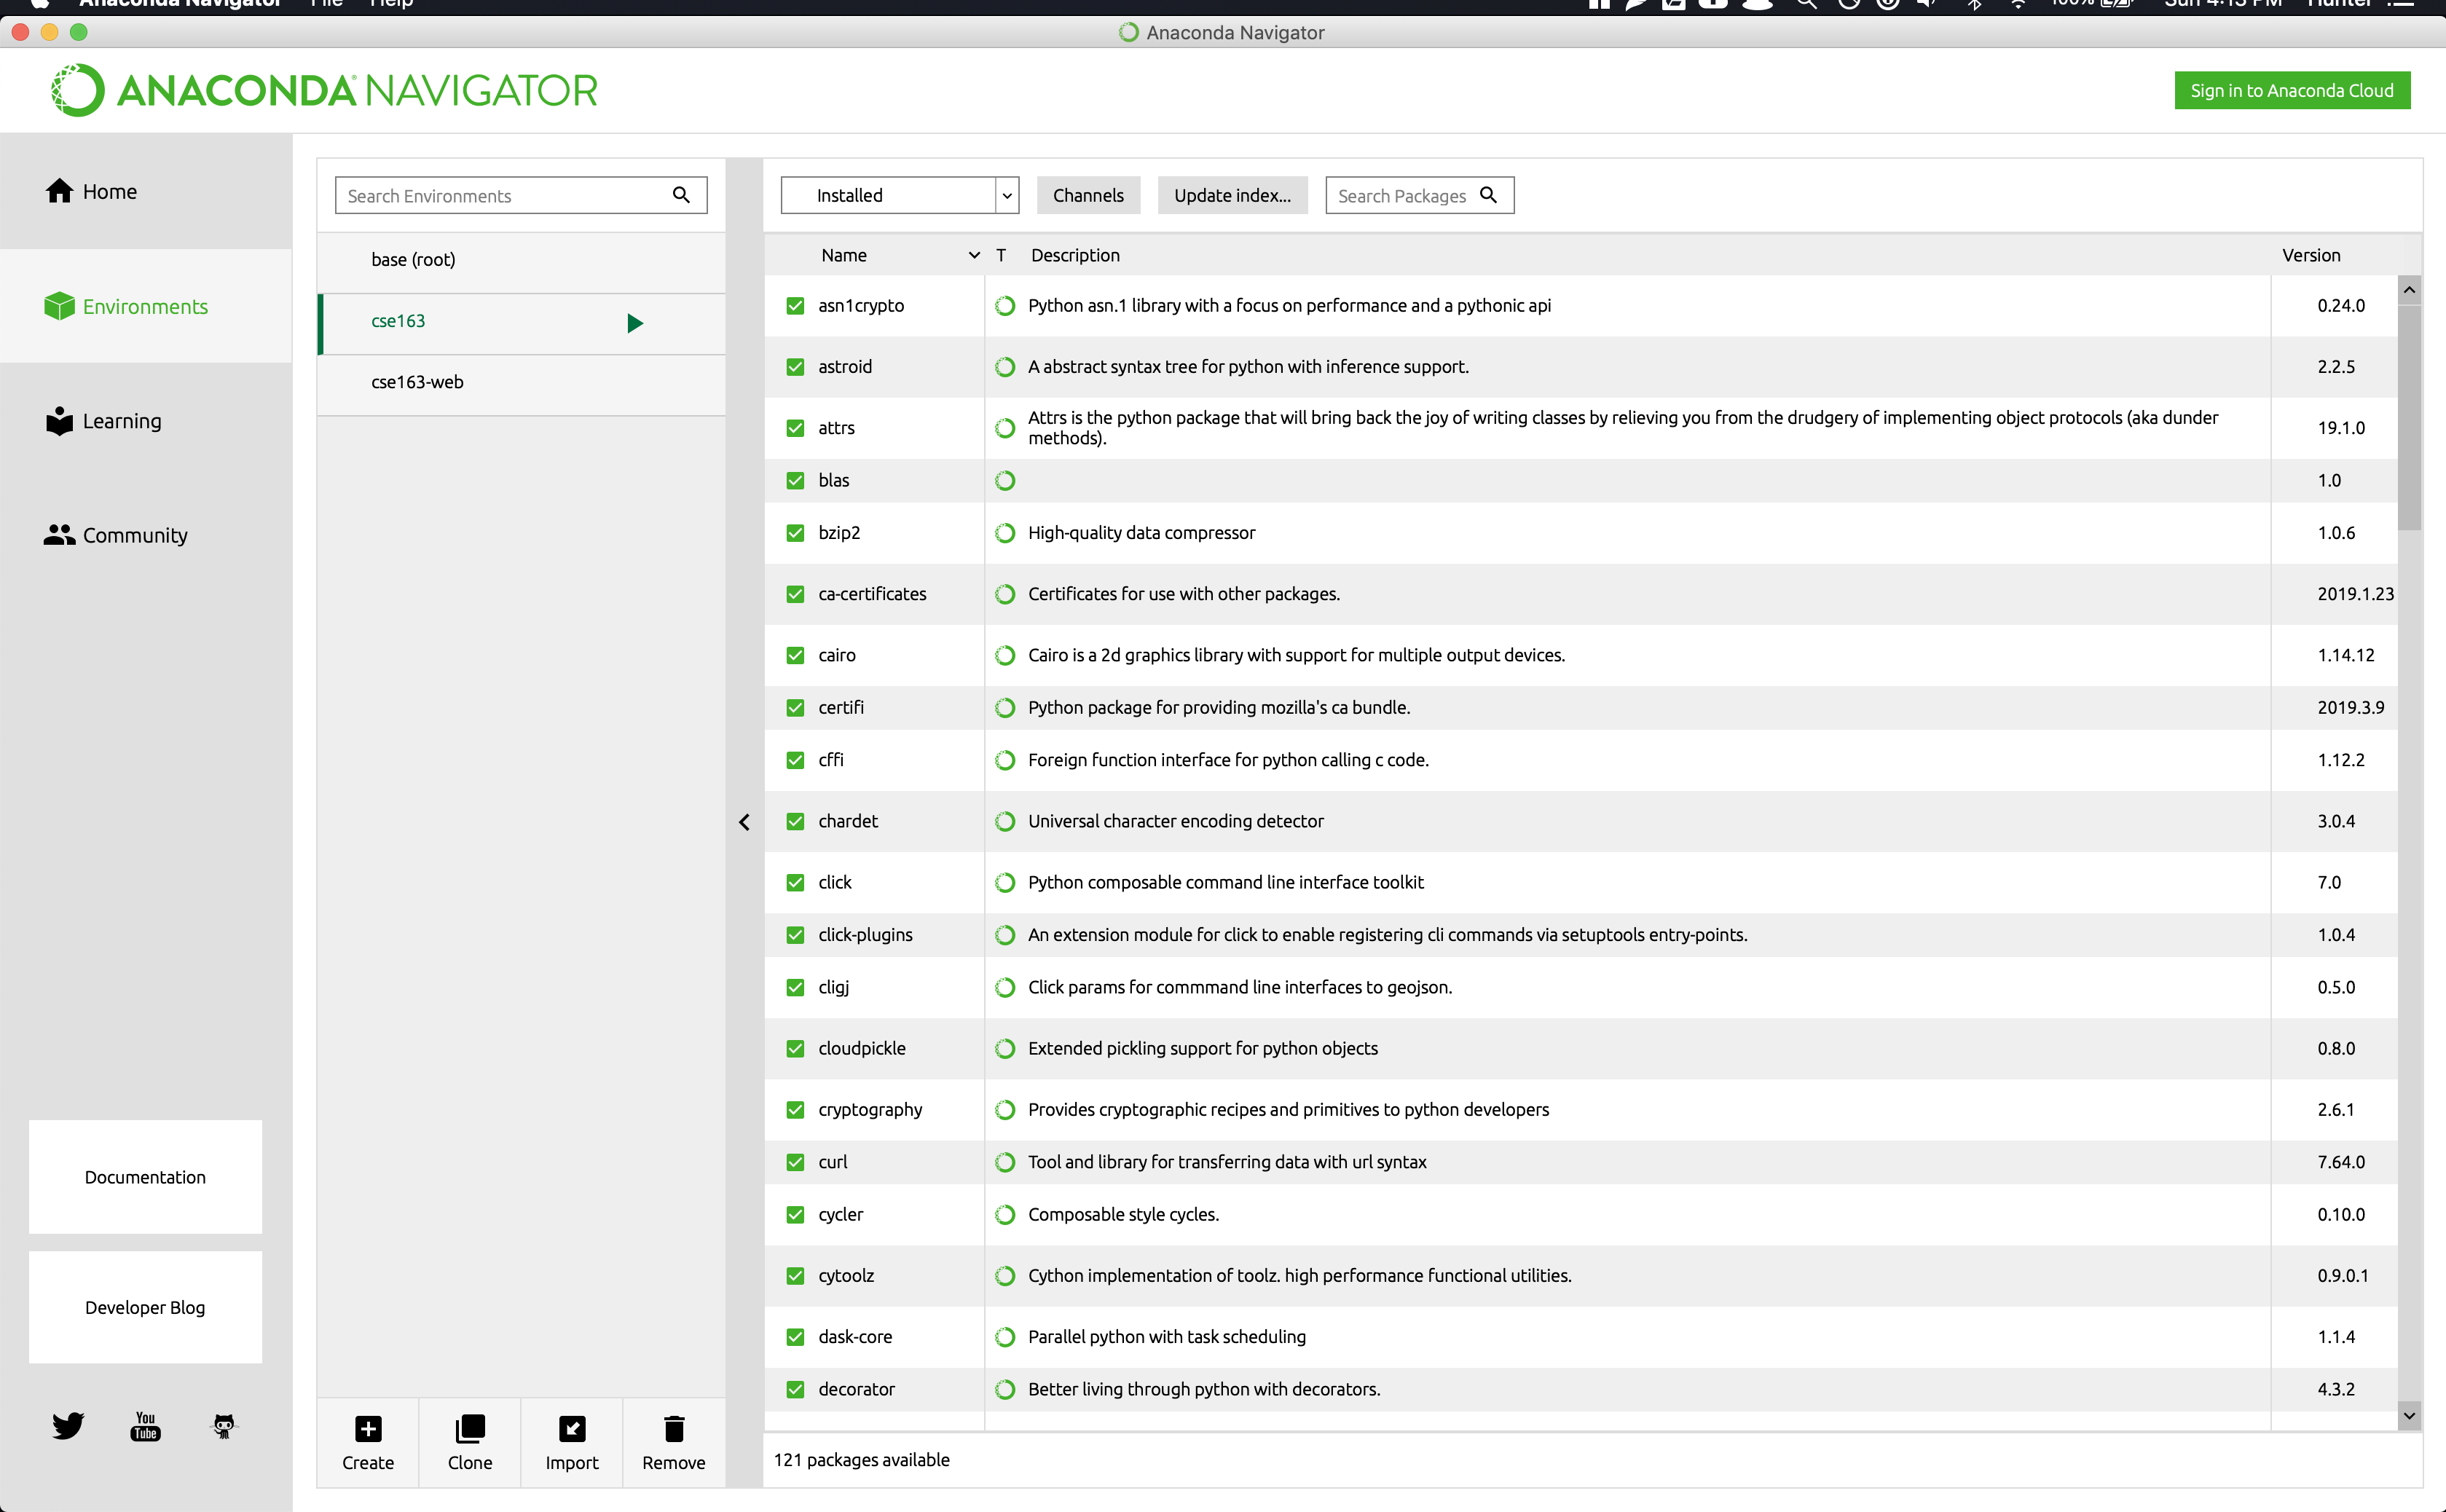 Anaconda Navigator File Help 100% Sun 4:13 PM Hunter
Anaconda Navigator
ANACONDA NAVIGATOR
Sign in to Anaconda Cloud
Home
Environments
Learning
Community
Documentation
Developer Blog
You
Tube
Search Environments
base (root)
cse163
cse163-web
Create Clone Import Remove
Installed Channels Update index... Search Packages
Name T Description Version
asn1crypto Python asn.1 library with a focus on performance and a pythonic api 0.24.0
astroid A abstract syntax tree for python with inference support. 2.2.5
attrs Attrs is the python package that will bring back the joy of writing classes by relieving you from the drudgery of implementing object protocols (aka dunder
methods). 19.1.0
blas 1.0
bzip2 High-quality data compressor 1.0.6
ca-certificates Certificates for use with other packages. 2019.1.23
cairo Cairo is a 2d graphics library with support for multiple output devices. 1.14.12
certifi Python package for providing mozilla's ca bundle. 2019.3.9
cffi Foreign function interface for python calling c code. 1.12.2
chardet Universal character encoding detector 3.0.4
click Python composable command line interface toolkit 7.0
click-plugins An extension module for click to enable registering cli commands via setuptools entry-points. 1.0.4
cligj Click params for commmand line interfaces to geojson. 0.5.0
cloudpickle Extended pickling support for python objects 0.8.0
cryptography Provides cryptographic recipes and primitives to python developers 2.6.1
curl Tool and library for transferring data with url syntax 7.64.0
cycler Composable style cycles. 0.10.0
cytoolz Cython implementation of toolz. high performance functional utilities. 0.9.0.1
dask-core Parallel python with task scheduling 1.1.4
decorator Better living through python with decorators. 4.3.2
121 packages available